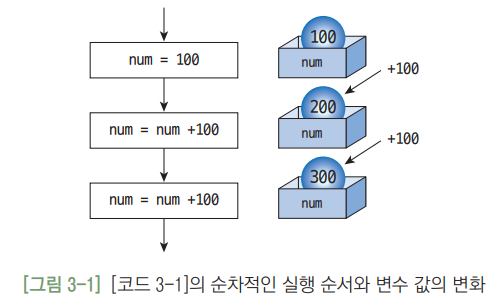 num = 100
100
num
+100
num = num +100
200
num
+100
num = num +100
300
num
[그림 3-1] [코드 3-1]의 순차적인 실행 순서와 변수 값의 변화